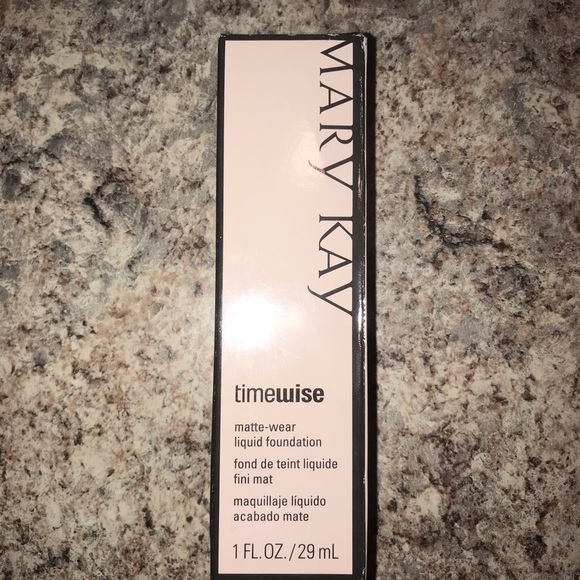 MARY KAY
timewise
matte-wear
liquid foundation
fond de teint liquide
fini mat
maquillaje líquido
acabado mate
1 FL.OZ./29 mL